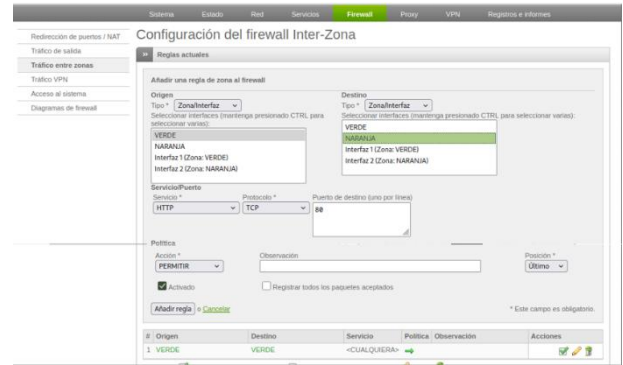 Sistema Estado Red Servicios Firewall Proxy VPN Registros e informes
Configuración del firewall Inter-Zona
Redirección de puertos / NAT
Tráfico de salida
Tráfico entre zonas
Tráfico VPN
Acceso al sistema
Diagramas de firewall
>> Reglas actuales
Añadir una regla de zona al firewall
Origen Destino
Tipo * Zona/Interfaz Tipo * Zona/Interfaz
Seleccionar interfaces (mantenga presionado CTRL para seleccionar varias):
Seleccionar interfaces (mantenga presionado CTRL para seleccionar varias):
VERDE
NARANJA
Interfaz 1 (Zona: VERDE)
Interfaz 2 (Zona: NARANJA)
VERDE
NARANJA
Interfaz 1 (Zona: VERDE)
Interfaz 2 (Zona: NARANJA)
Servicio/Puerto
Servicio * Protocolo * Puerto de destino (uno por línea)
HTTP TCP 80
Política
Acción * Observación Posición *
PERMITIR Último
Activado Registrar todos los paquetes aceptados
Añadir regla o Cancelar * Este campo es obligatorio.
# Origen Destino Servicio Política Observación Acciones
1 VERDE VERDE <CUALQUIERA>